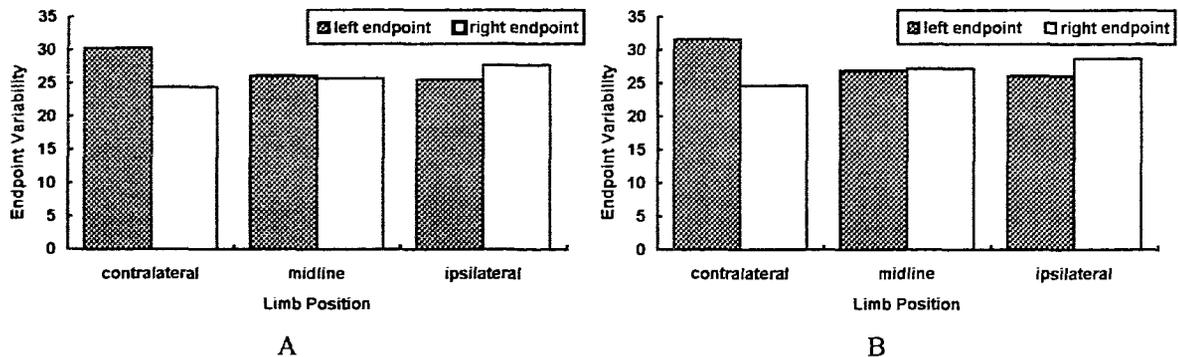 35
30
25
20
15
10
5
0
Endpoint Variability
left endpoint right endpoint
contralateral midline ipsilateral
Limb Position
A
35
30
25
20
15
10
5
0
Endpoint Variability
left endpoint right endpoint
contralateral midline ipsilateral
Limb Position
B